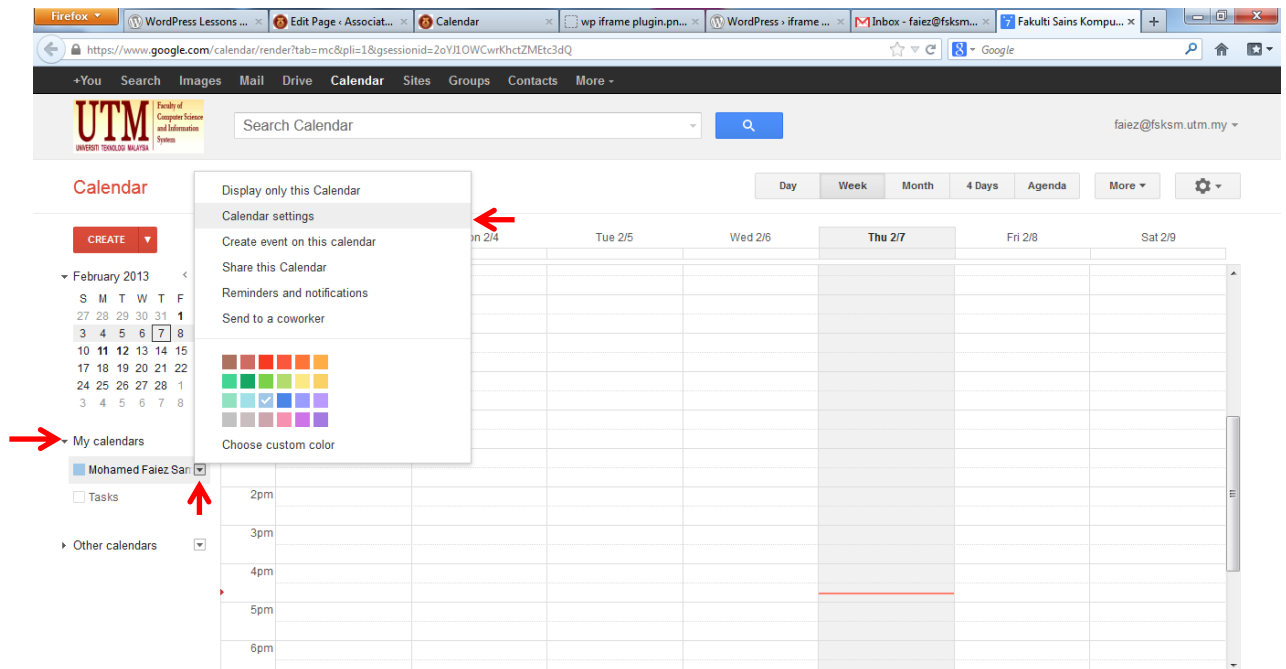 Firefox
WordPress Lessons ... ×
Edit Page ‹ Associat... ×
Calendar ×
wp iframe plugin.pn... ×
WordPress › iframe ... ×
Inbox - faiez@fsksm... ×
7 Fakulti Sains Kompu... ×
+
https://www.google.com/calendar/render?tab=mc&pli=1&gsessionid=2oYJ1OWCwrKhctZMEtc3dQ
8 Google
+You Search Images Mail Drive Calendar Sites Groups Contacts More
UTM
UNIVERSITI TEKNOLOGI MALAYSIA
Faculty of
Computer Science
and Information
System
Search Calendar
faiez@fsksm.utm.my
Calendar
Day Week Month 4 Days Agenda More
Display only this Calendar
Calendar settings
Create event on this calendar
Share this Calendar
Reminders and notifications
Send to a coworker
Choose custom color
CREATE
on 2/4 Tue 2/5 Wed 2/6 Thu 2/7 Fri 2/8 Sat 2/9
February 2013 <
S M T W T F
27 28 29 30 31 1
3 4 5 6 7 8
10 11 12 13 14 15
17 18 19 20 21 22
24 25 26 27 28 1
3 4 5 6 7 8
My calendars
Mohamed Faiez Sam
Tasks
Other calendars
2pm
3pm
4pm
5pm
6pm